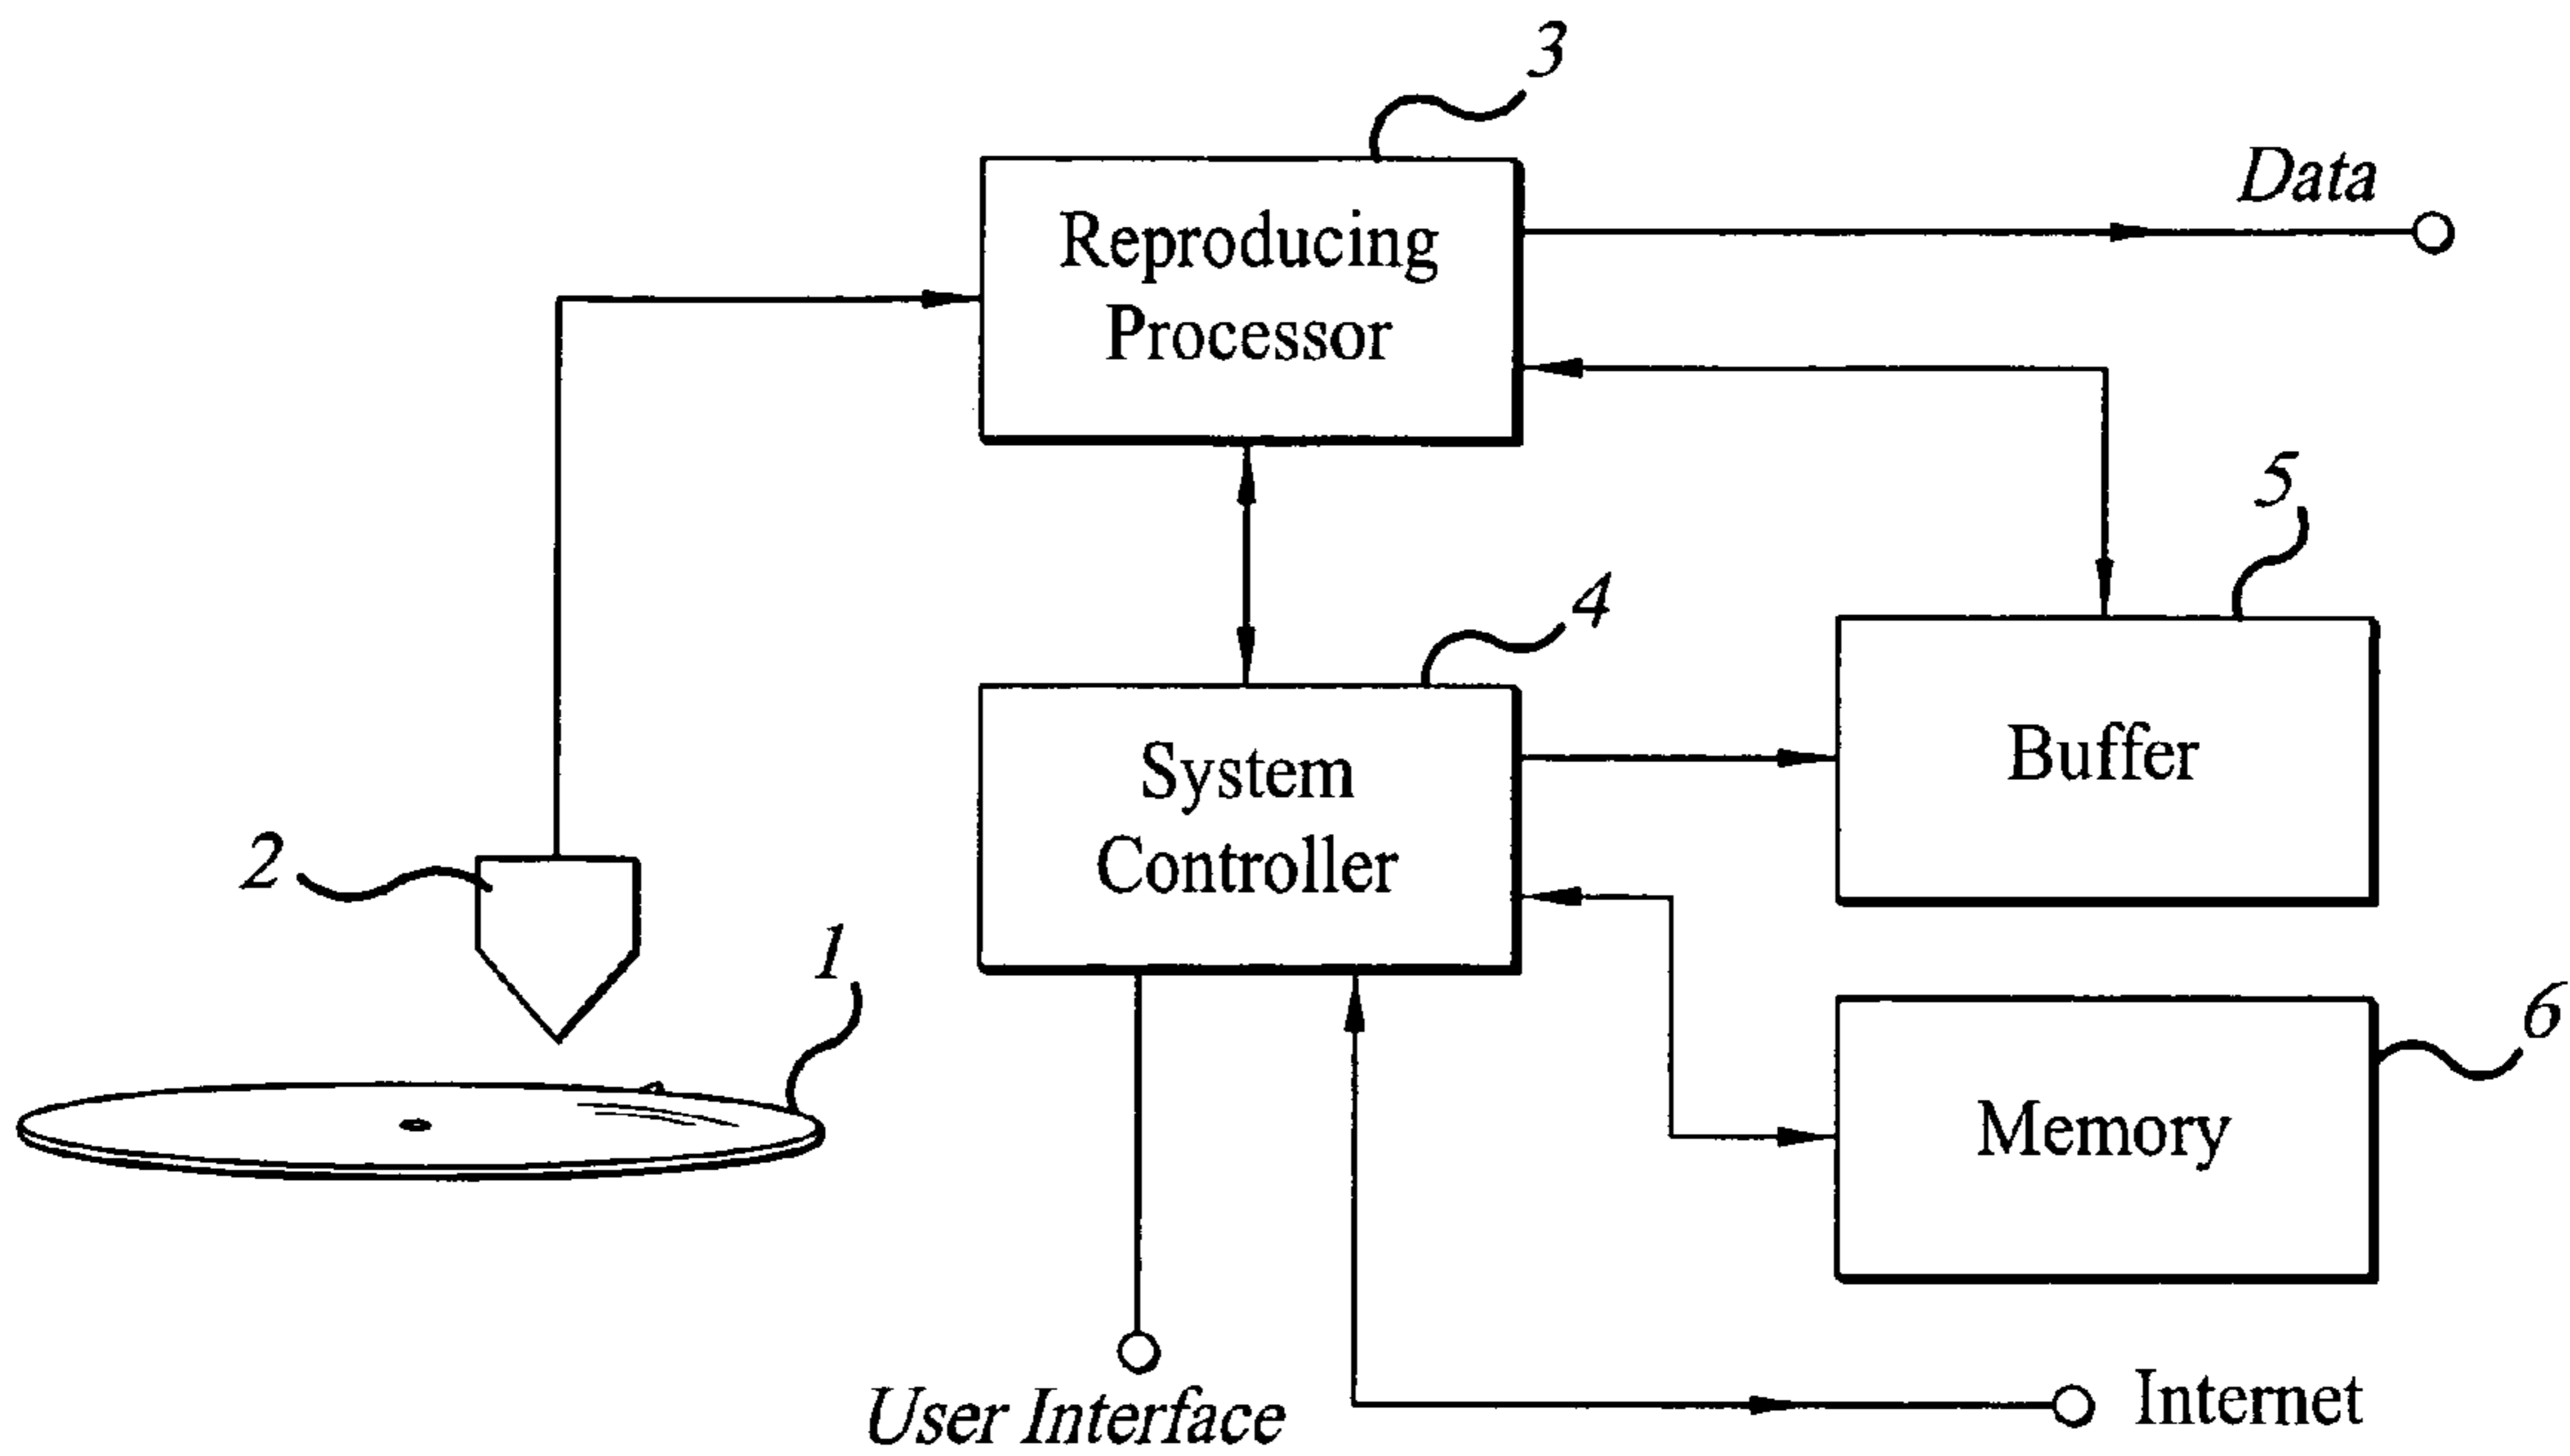 3
Data
Reproducing
Processor
5
4
System
Controller
Buffer
2
1
6
Memory
User Interface
Internet